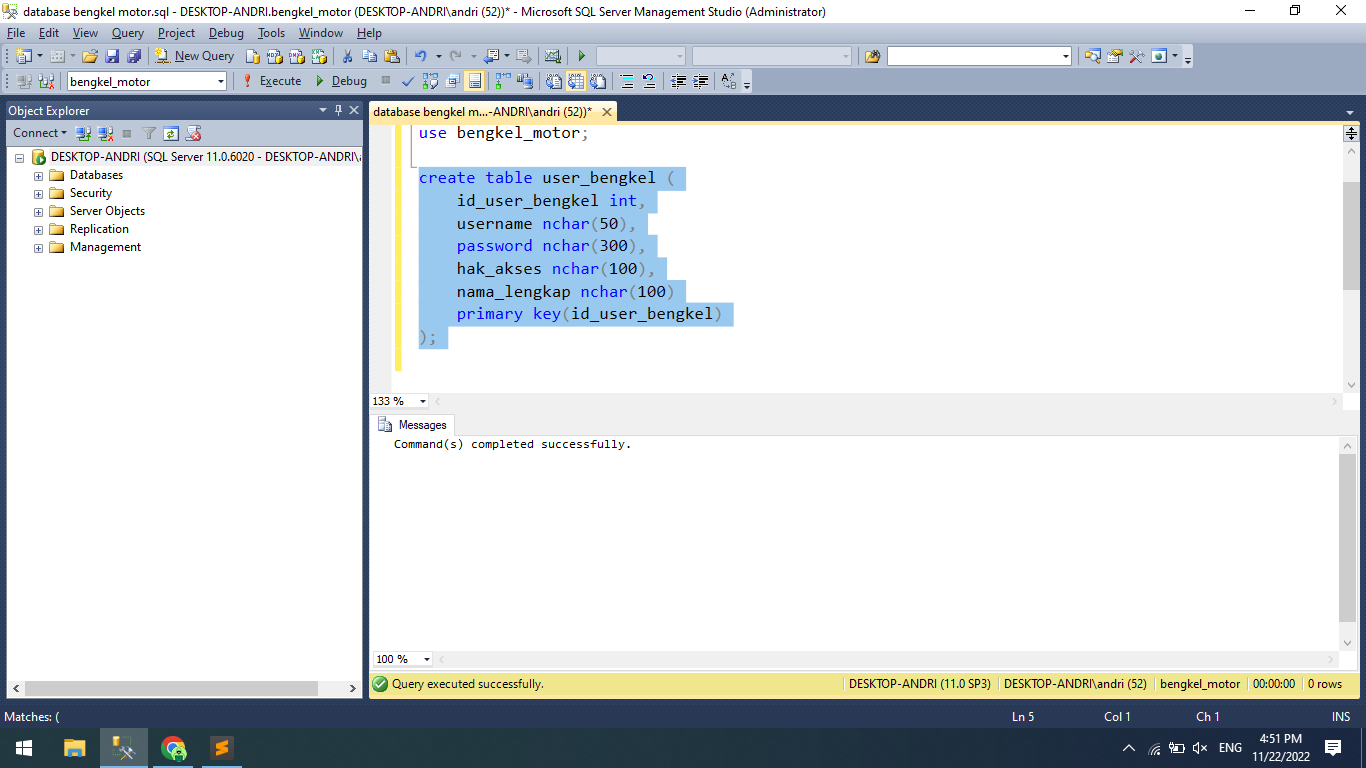 database bengkel motor.sql - DESKTOP-ANDRI.bengkel_motor (DESKTOP-ANDRI\andri (52))* - Microsoft SQL Server Management Studio (Administrator)
File Edit View Query Project Debug Tools Window Help
New Query
bengkel_motor Execute Debug
Object Explorer
Connect
DESKTOP-ANDRI (SQL Server 11.0.6020 - DESKTOP-ANDRI\
Databases
Security
Server Objects
Replication
Management
database bengkel m...-ANDRI\andri (52))*
use bengkel_motor;
create table user_bengkel (
id_user_bengkel int,
username nchar(50),
password nchar(300),
hak_akses nchar(100),
nama_lengkap nchar(100)
primary key(id_user_bengkel)
);
133 %
Messages
Command(s) completed successfully.
100 %
Query executed successfully. DESKTOP-ANDRI (11.0 SP3) DESKTOP-ANDRI\andri (52) bengkel_motor 00:00:00 0 rows
Matches: ( Ln 5 Col 1 Ch 1 INS
ENG
4:51 PM
11/22/2022